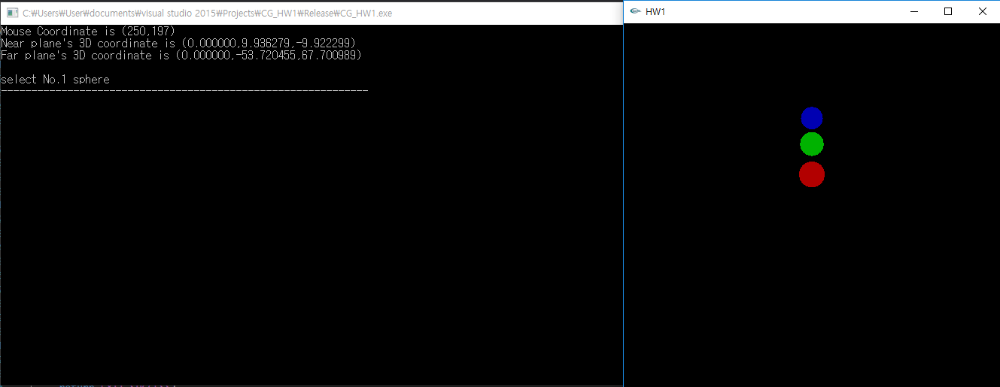 C:₩Users₩User₩documents₩visual studio 2015₩Projects₩CG_HW1₩Release₩CG_HW1.exe
Mouse Coordinate is (250,197)
Near plane's 3D coordinate is (0.000000,9.936279,-9.922299)
Far plane's 3D coordinate is (0.000000,-53.720455,67.700989)
select No.1 sphere
-------------------------------------------------------------
HW1